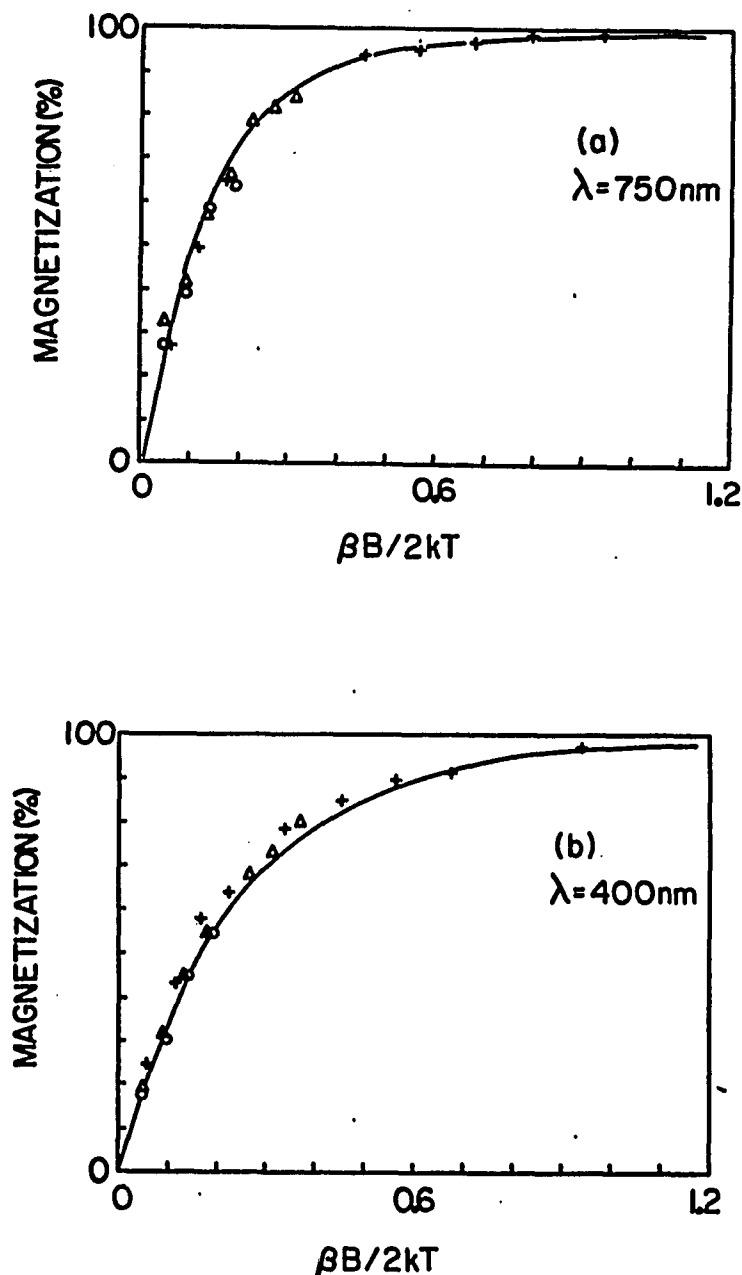 100
MAGNETIZATION (%)
(a)
λ=750nm
0
0
0.6
1.2
βB/2kT
100
MAGNETIZATION (%)
(b)
λ=400nm
0
0
0.6
1.2
βB/2kT